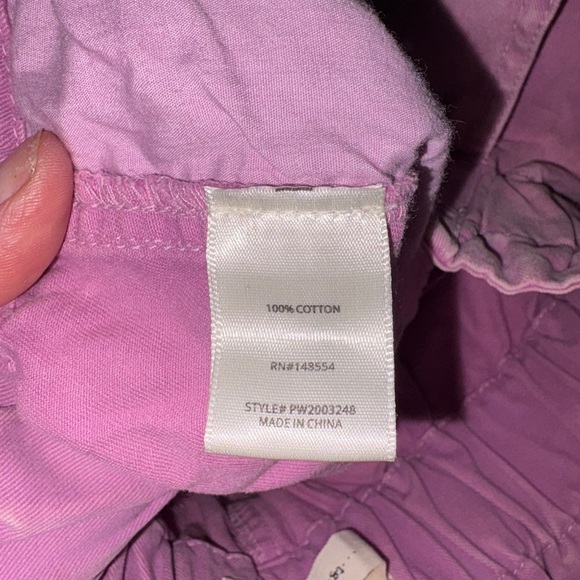 100% COTTON
RN#148554
STYLE# PW2003248
MADE IN CHINA